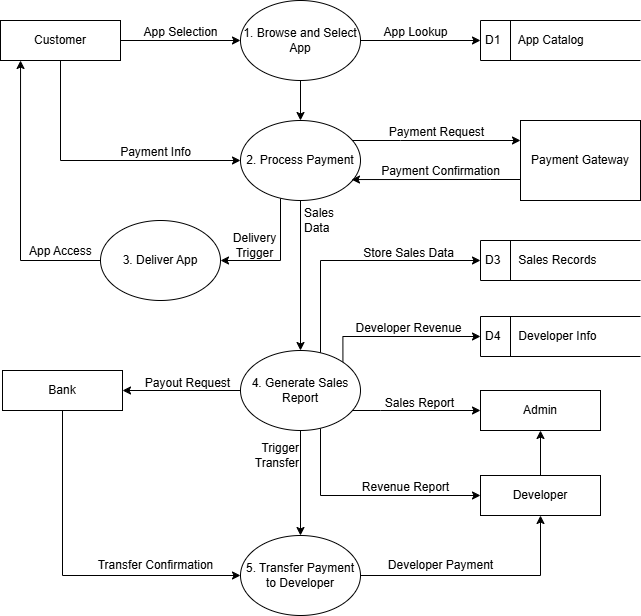 Customer
App Selection
1. Browse and Select
App
App Lookup
D1
App Catalog
Payment Info
2. Process Payment
Payment Request
Payment Confirmation
Payment Gateway
App Access
3. Deliver App
Delivery
Trigger
Sales
Data
Store Sales Data
D3
Sales Records
Developer Revenue
D4
Developer Info
Bank
Payout Request
4. Generate Sales
Report
Sales Report
Admin
Trigger
Transfer
Revenue Report
Developer
Transfer Confirmation
5. Transfer Payment
to Developer
Developer Payment